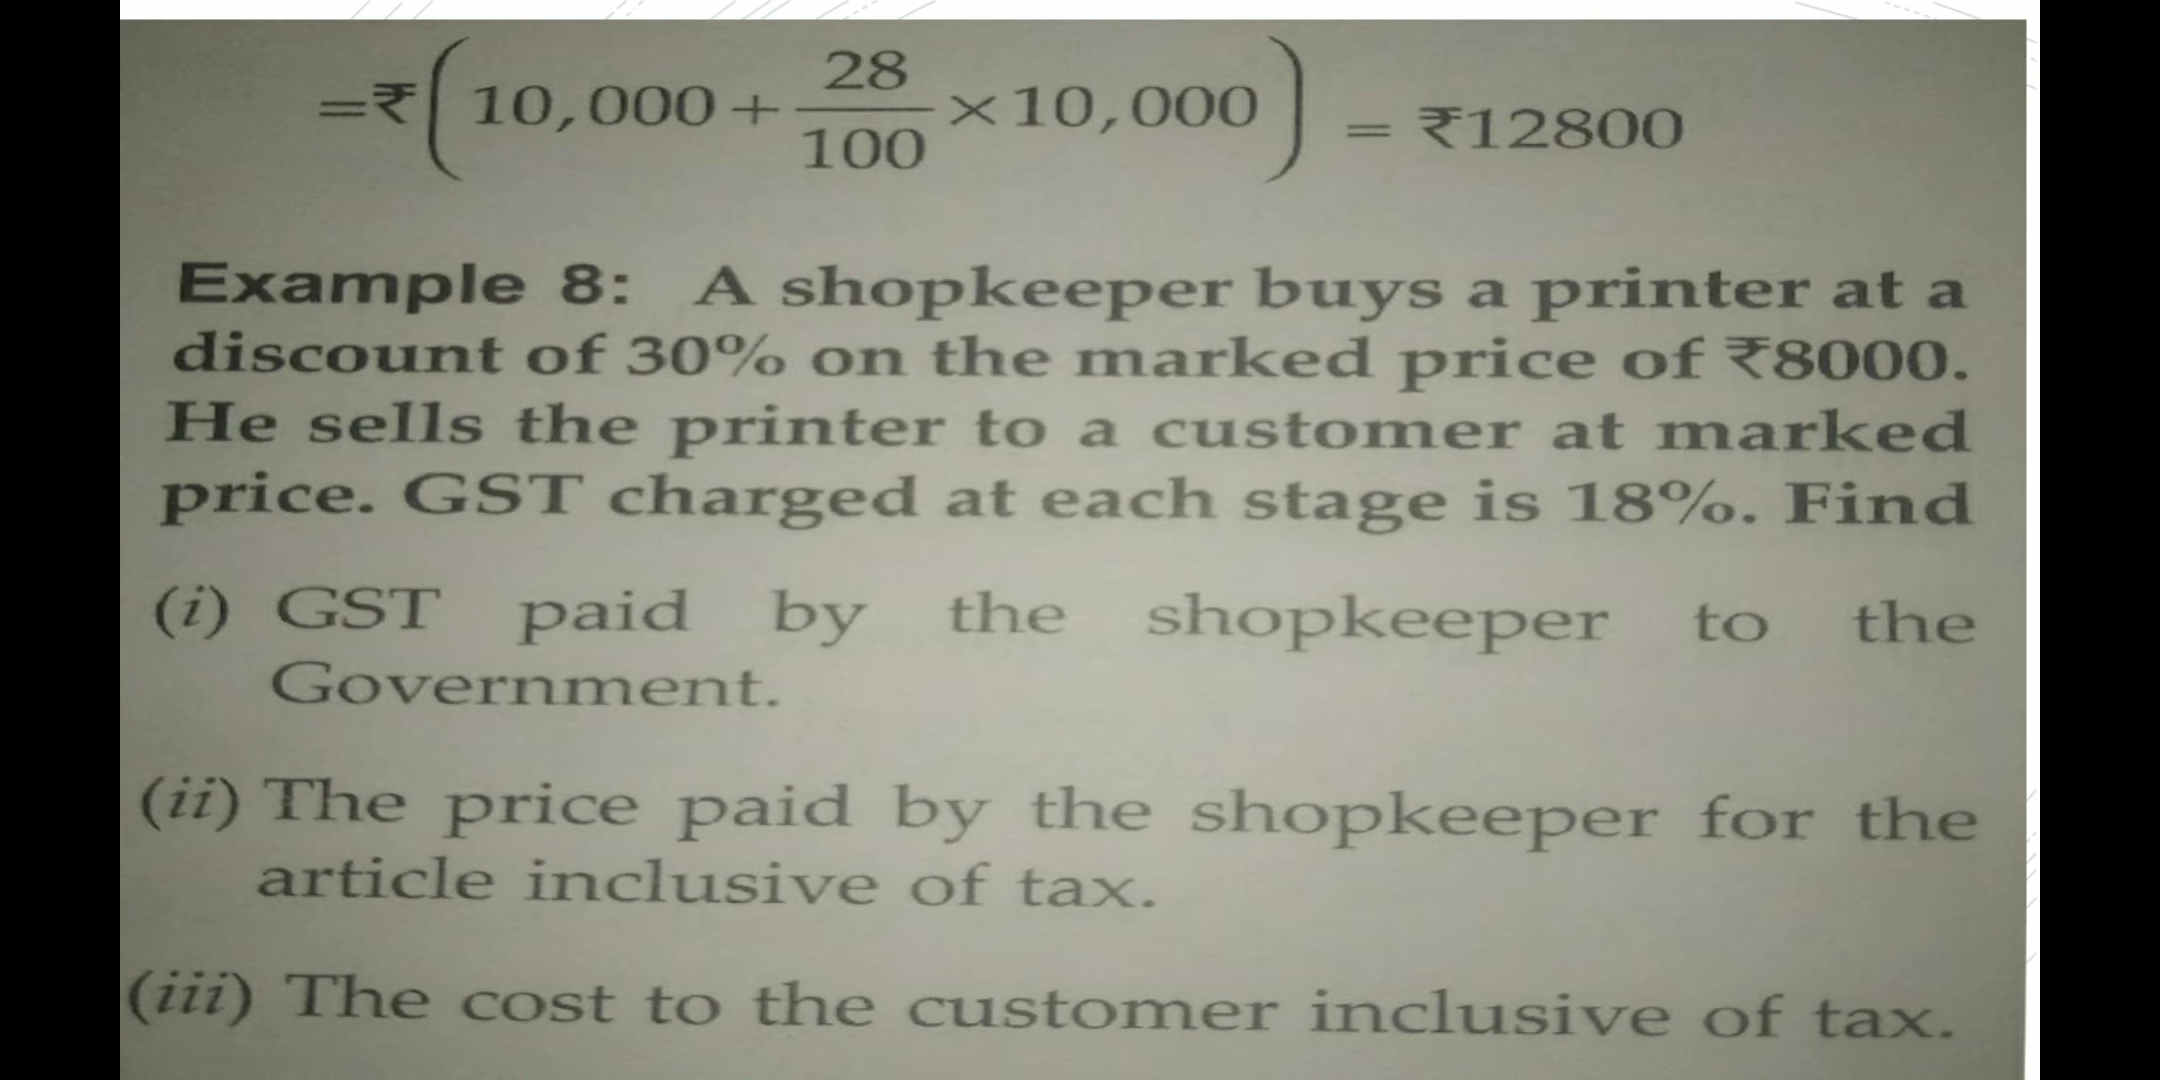 =₹(10,000 + 28/100 × 10,000) = ₹12800
Example 8: A shopkeeper buys a printer at a
discount of 30% on the marked price of ₹8000.
He sells the printer to a customer at marked
price. GST charged at each stage is 18%. Find
(i) GST paid by the shopkeeper to the
Government.
(ii) The price paid by the shopkeeper for the
article inclusive of tax.
(iii) The cost to the customer inclusive of tax.